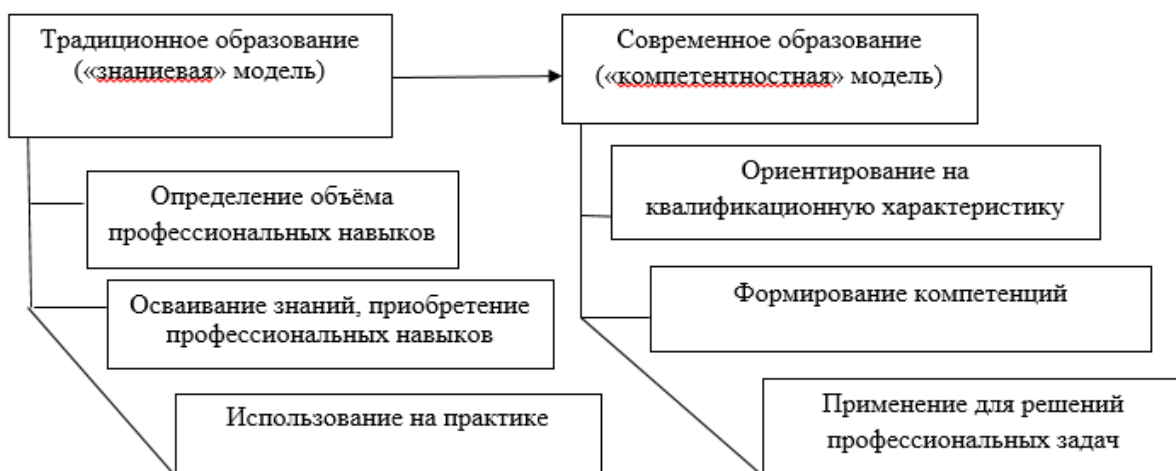 Традиционное образование
(«знаниевая» модель)
Определение объёма
профессиональных навыков
Осваивание знаний, приобретение
профессиональных навыков
Использование на практике
Современное образование
(«компетентностная» модель)
Ориентирование на
квалификационную характеристику
Формирование компетенций
Применение для решений
профессиональных задач